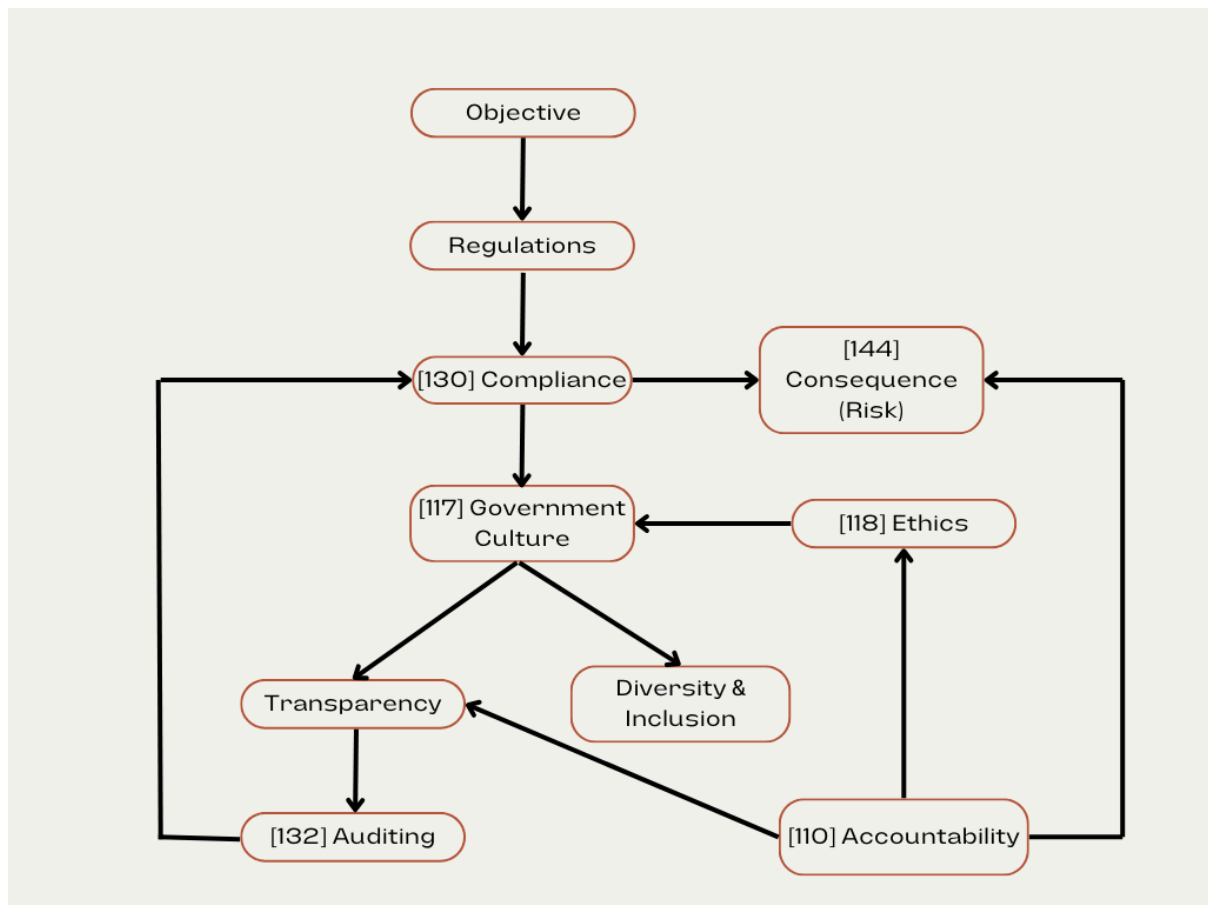 Objective
Regulations
[130] Compliance
[144]
Consequence
(Risk)
[117] Government
Culture
[118] Ethics
Transparency
Diversity &
Inclusion
[132] Auditing
[110] Accountability